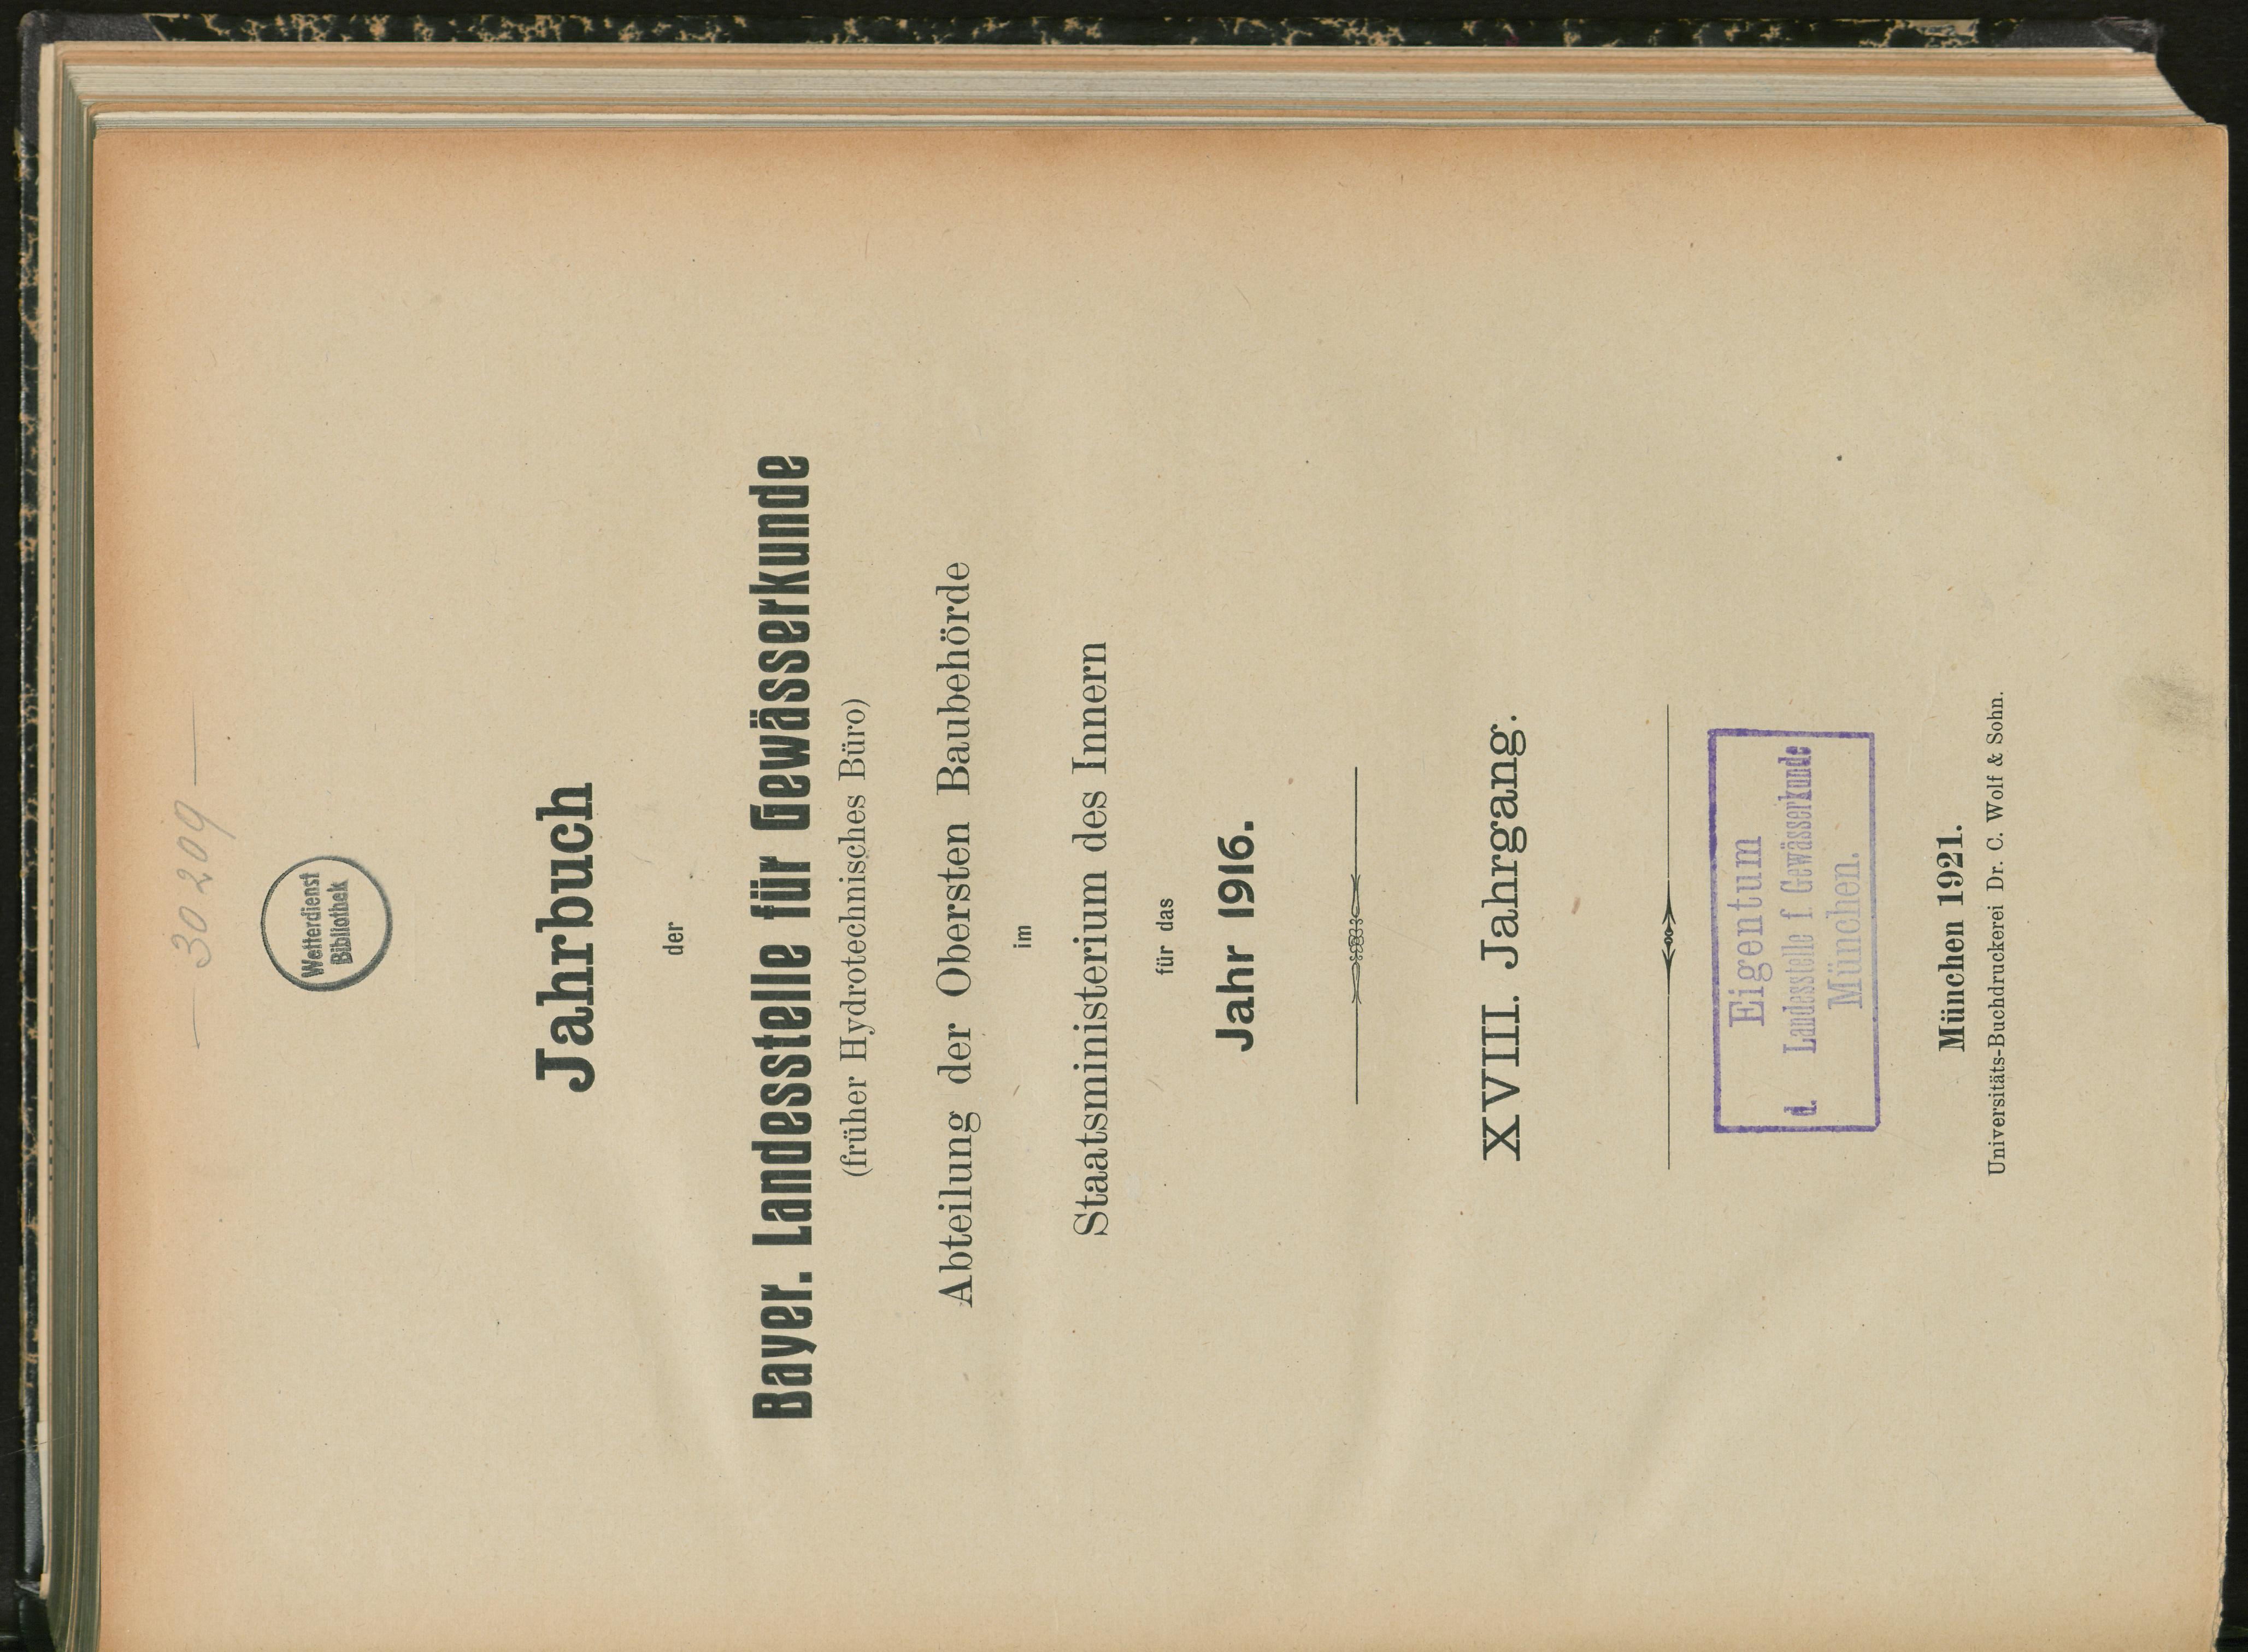 — 30209 —
Wetterdienst
Bibliothek
Jahrbuch
der
Bayer. Landesstelle für Gewässerkunde
(früher Hydrotechnisches Büro)
Abteilung der Obersten Baubehörde
im
Staatsministerium des Innern
für das
Jahr 1916.
XVIII. Jahrgang.
Eigentum
d. Landesstelle f. Gewässerkunde
München.
München 1921.
Universitäts-Buchdruckerei Dr. C. Wolf & Sohn.